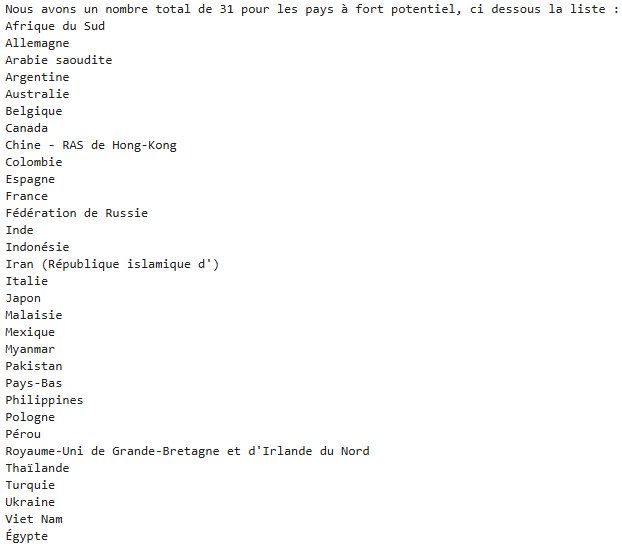 Nous avons un nombre total de 31 pour les pays à fort potentiel, ci dessous la liste :
Afrique du Sud
Allemagne
Arabie saoudite
Argentine
Australie
Belgique
Canada
Chine - RAS de Hong-Kong
Colombie
Espagne
France
Fédération de Russie
Inde
Indonésie
Iran (République islamique d')
Italie
Japon
Malaisie
Mexique
Myanmar
Pakistan
Pays-Bas
Philippines
Pologne
Pérou
Royaume-Uni de Grande-Bretagne et d'Irlande du Nord
Thaïlande
Turquie
Ukraine
Viet Nam
Égypte